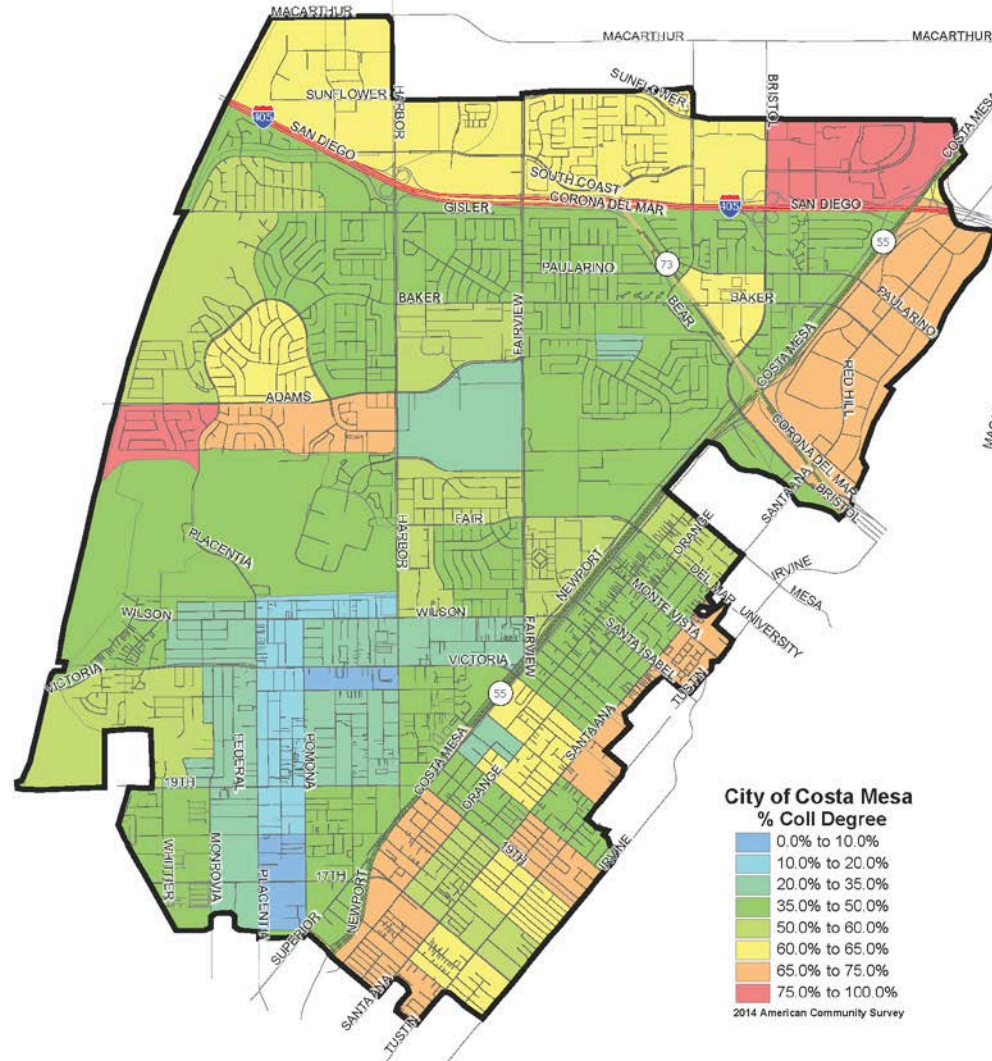 MACARTHUR
MACARTHUR
MACARTHUR
SUNFLOWER
BRISTOL
SUNFLOWER
HARBOR
COSTA MESA
405
SAN DIEGO
SOUTH COAST
CORONA DEL MAR
405
SAN DIEGO
GISLER
55
73
PAULARINO
PAULARINO
BAKER
FAIRVIEW
BEAR
BAKER
COSTA MESA
RED HILL
ADAMS
CORONA DEL MAR
SANTA ANA
BRISTOL
PLACENTIA
HARBOR
FAIR
ORANGE
NEWPORT
DEL MAR
IRVINE
MESA
UNIVERSITY
MONTE VISTA
WILSON
WILSON
FAIRVIEW
SANTA ISABEL
VICTORIA
VICTORIA
TUSTIN
55
SANTA ANA
COSTA MESA
FEDERAL
POMONA
19TH
ORANGE
19TH
IRVINE
WHITTIER
MONROVIA
PLACENTIA
17TH
NEWPORT
SUPERIOR
SANTA ANA
TUSTIN
City of Costa Mesa
% Coll Degree
0.0% to 10.0%
10.0% to 20.0%
20.0% to 35.0%
35.0% to 50.0%
50.0% to 60.0%
60.0% to 65.0%
65.0% to 75.0%
75.0% to 100.0%
2014 American Community Survey